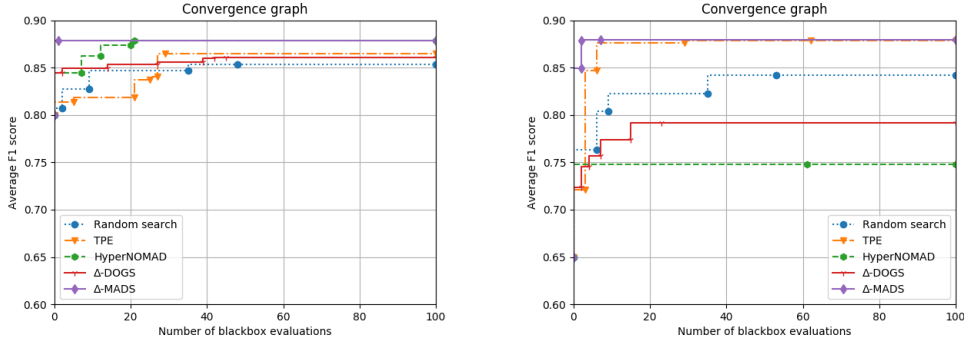 Convergence graph
0.90
0.85
0.80
0.75
0.70
0.65
0.60
Average F1 score
Random search
TPE
HyperNOMAD
Δ-DOGS
Δ-MADS
0 20 40 60 80 100
Number of blackbox evaluations
Convergence graph
0.90
0.85
0.80
0.75
0.70
0.65
0.60
Average F1 score
Random search
TPE
HyperNOMAD
Δ-DOGS
Δ-MADS
0 20 40 60 80 100
Number of blackbox evaluations